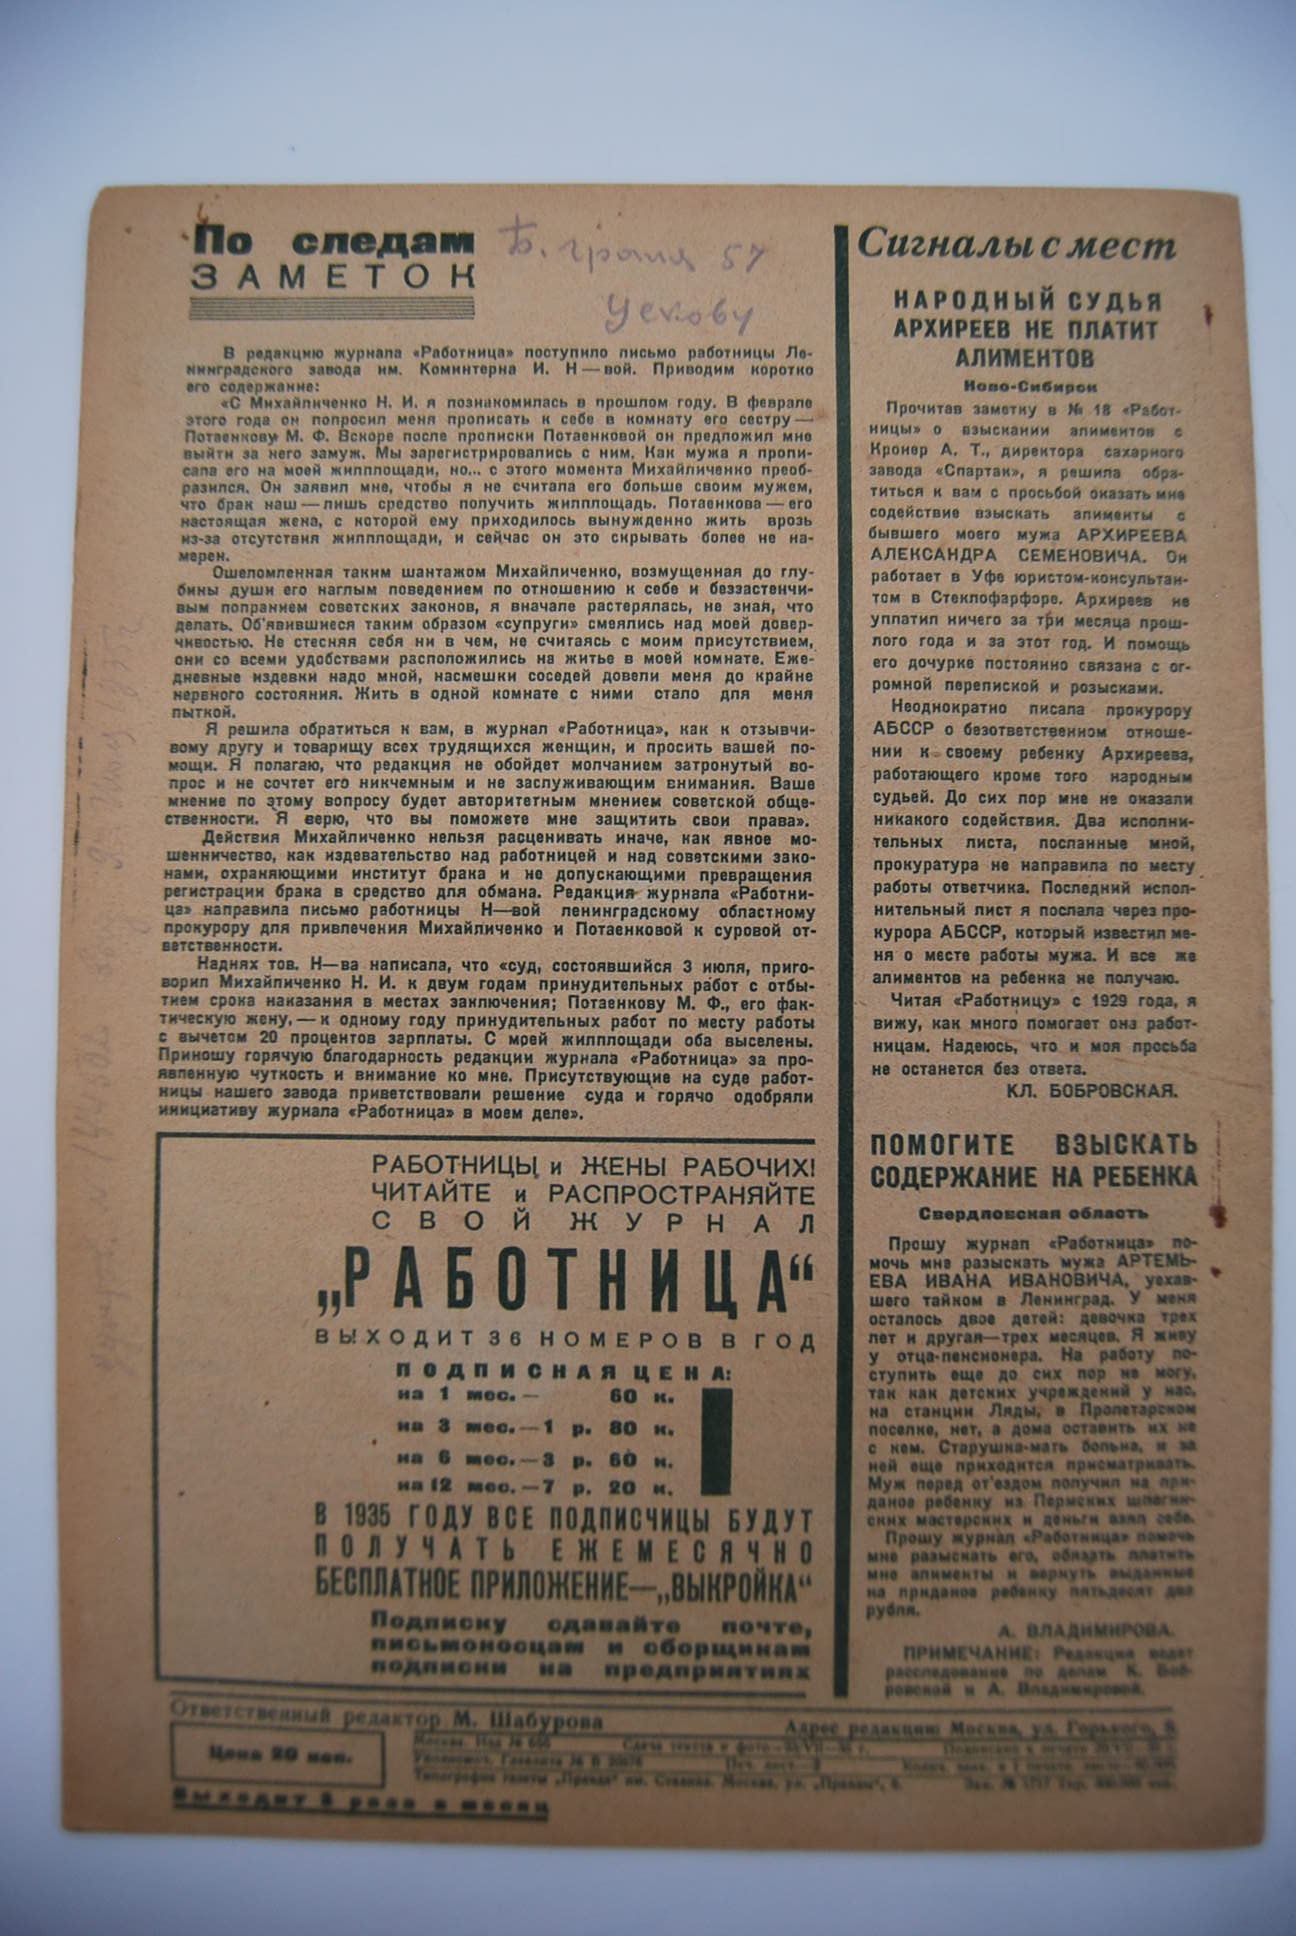 По следам
ЗАМЕТОК
57
Ускову
В редакцию журнала «Работница» поступило письмо работницы Ле-
нинградского завода им. Коминтерна И. Н—вой. Приводим коротко
его содержание:
«С Михайличенко Н. И. я познакомилась в прошлом году. В феврале
этого года он попросил меня прописать к себе в комнату его сестру —
Потаенкову М. Ф. Вскоре после прописки Потаенковой он предложил мне
выйти за него замуж. Мы зарегистрировались с ним. Как мужа я пропи-
сала его на моей жилплощади, но... с этого момента Михайличенко преоб-
разился. Он заявил мне, чтобы я не считала его больше своим мужем,
что брак наш — лишь средство получить жилплощадь. Потаенкова — его
настоящая жена, с которой ему приходилось вынужденно жить врозь
из-за отсутствия жилплощади, и сейчас он это скрывать более не на-
мерен.
Ошеломленная таким шантажом Михайличенко, возмущенная до глу-
бины души его наглым поведением по отношению к себе и беззастенчи-
вым попранием советских законов, я вначале растерялась, не зная, что
делать. Об'явившиеся таким образом «супруги» смеялись над моей довер-
чивостью. Не стесняя себя ни в чем, не считаясь с моим присутствием,
они со всеми удобствами расположились на житье в моей комнате. Еже-
дневные издевки надо мной, насмешки соседей довели меня до крайне
нервного состояния. Жить в одной комнате с ними стало для меня
пыткой.
Я решила обратиться к вам, в журнал «Работница», как к отзывчи-
вому другу и товарищу всех трудящихся женщин, и просить вашей по-
мощи. Я полагаю, что редакция не обойдет молчанием затронутый во-
прос и не сочтет его никчемным и не заслуживающим внимания. Ваше
мнение по этому вопросу будет авторитетным мнением советской обще-
ственности. Я верю, что вы поможете мне защитить свои права».
Действия Михайличенко нельзя расценивать иначе, как явное мо-
шенничество, как издевательство над работницей и над советскими зако-
нами, охраняющими институт брака и не допускающими превращения
регистрации брака в средство для обмана. Редакция журнала «Работни-
ца» направила письмо работницы Н—вой ленинградскому областному
прокурору для привлечения Михайличенко и Потаенковой к суровой от-
ветственности.
Наднях тов. Н—ва написала, что «суд, состоявшийся 3 июля, приго-
ворил Михайличенко Н. И. к двум годам принудительных работ с отбы-
тием срока наказания в местах заключения; Потаенкову М. Ф., его фак-
тическую жену, — к одному году принудительных работ по месту работы
с вычетом 20 процентов зарплаты. С моей жилплощади оба выселены.
Приношу горячую благодарность редакции журнала «Работница» за про-
явленную чуткость и внимание ко мне. Присутствующие на суде работ-
ницы нашего завода приветствовали решение суда и горячо одобряли
инициативу журнала «Работница» в моем деле».
РАБОТНИЦЫ и ЖЕНЫ РАБОЧИХ!
ЧИТАЙТЕ и РАСПРОСТРАНЯЙТЕ
СВОЙ ЖУРНАЛ
„РАБОТНИЦА“
ВЫХОДИТ 36 НОМЕРОВ В ГОД
ПОДПИСНАЯ ЦЕНА:
на 1 мес. — 60 к.
на 3 мес. — 1 р. 80 к.
на 6 мес. — 3 р. 60 к.
на 12 мес. — 7 р. 20 к.
В 1935 ГОДУ ВСЕ ПОДПИСЧИЦЫ БУДУТ
ПОЛУЧАТЬ ЕЖЕМЕСЯЧНО
БЕСПЛАТНОЕ ПРИЛОЖЕНИЕ—„ВЫКРОЙКА“
Подписку сдавайте почте,
письмоносцам и сборщикам
подписки на предприятиях
Сигналы с мест
НАРОДНЫЙ СУДЬЯ
АРХИРЕЕВ НЕ ПЛАТИТ
АЛИМЕНТОВ
Ново-Сибирск
Прочитав заметку в № 18 «Работ-
ницы» о взыскании алиментов с
Кронер А. Т., директора сахарного
завода «Спартак», я решила обра-
титься к вам с просьбой оказать мне
содействие взыскать алименты с
бывшего моего мужа АРХИРЕЕВА
АЛЕКСАНДРА СЕМЕНОВИЧА. Он
работает в Уфе юристом-консультан-
том в Стеклофарфоре. Архиреев не
уплатил ничего за три месяца прош-
лого года и за этот год. И помощь
его дочурке постоянно связана с ог-
ромной перепиской и розысками.
Неоднократно писала прокурору
АБССР о безответственном отноше-
нии к своему ребенку Архиреева,
работающего кроме того народным
судьей. До сих пор мне не оказали
никакого содействия. Два исполни-
тельных листа, посланные мной,
прокуратура не направила по месту
работы ответчика. Последний испол-
нительный лист я послала через про-
курора АБССР, который известил ме-
ня о месте работы мужа. И все же
алиментов на ребенка не получаю.
Читая «Работницу» с 1929 года, я
вижу, как много помогает она работ-
ницам. Надеюсь, что и моя просьба
не останется без ответа.
КЛ. БОБРОВСКАЯ.
ПОМОГИТЕ ВЗЫСКАТЬ
СОДЕРЖАНИЕ НА РЕБЕНКА
Свердловская область
Прошу журнал «Работница» по-
мочь мне разыскать мужа АРТЕМЬ-
ЕВА ИВАНА ИВАНОВИЧА, уехав-
шего тайком в Ленинград. У меня
осталось двое детей: девочка трех
лет и другая—трех месяцев. Я живу
у отца-пенсионера. На работу по-
ступить еще до сих пор не могу,
так как детских учреждений у нас,
на станции Ляды, в Пролетарском
поселке, нет, а дома оставить их не
с кем. Старушка-мать больна, и за
ней еще приходится присматривать.
Муж перед от'ездом получил на при-
даное ребенку из Пермских шпагин-
ских мастерских и деньги взял себе.
Прошу журнал «Работница» помочь
мне разыскать его, обязать платить
мне алименты и вернуть выданные
на приданое ребенку пятьдесят два
рубля.
А. ВЛАДИМИРОВА.
ПРИМЕЧАНИЕ: Редакция ведет
расследование по делам К. Боб-
ровской и А. Владимировой.
Ответственный редактор М. Шабурова
Адрес редакции: Москва, ул. Горького, 8.
Цена 20 коп.
Выходит 3 раза в месяц
Москва. Изд № Сдача текста и фото Подписано к печати
Уполномоч. Главлита № В Печ. лист.—2 Колич. знак. в 1 печатн. листе
Типография газеты „Правда“ им. Сталина. Москва, ул. „Правды“, Зак. № Тир.